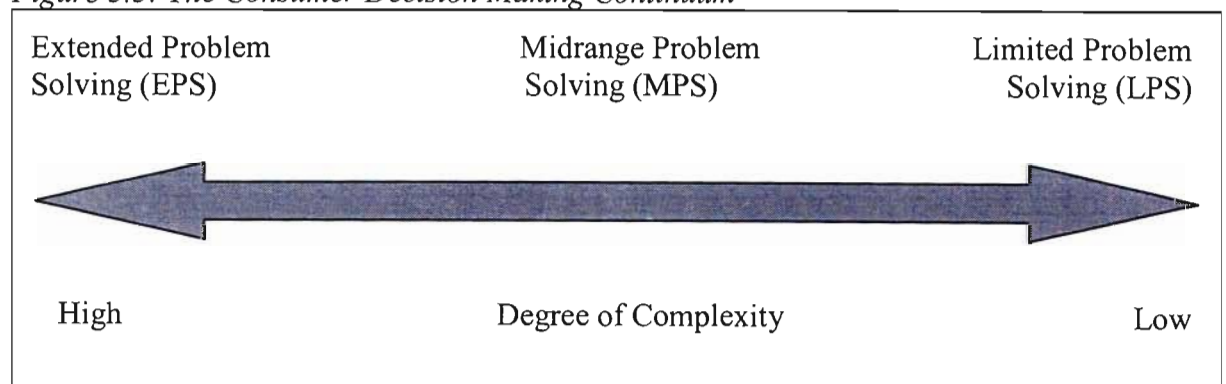 Extended Problem
Solving (EPS)
Midrange Problem
Solving (MPS)
Limited Problem
Solving (LPS)
High
Degree of Complexity
Low